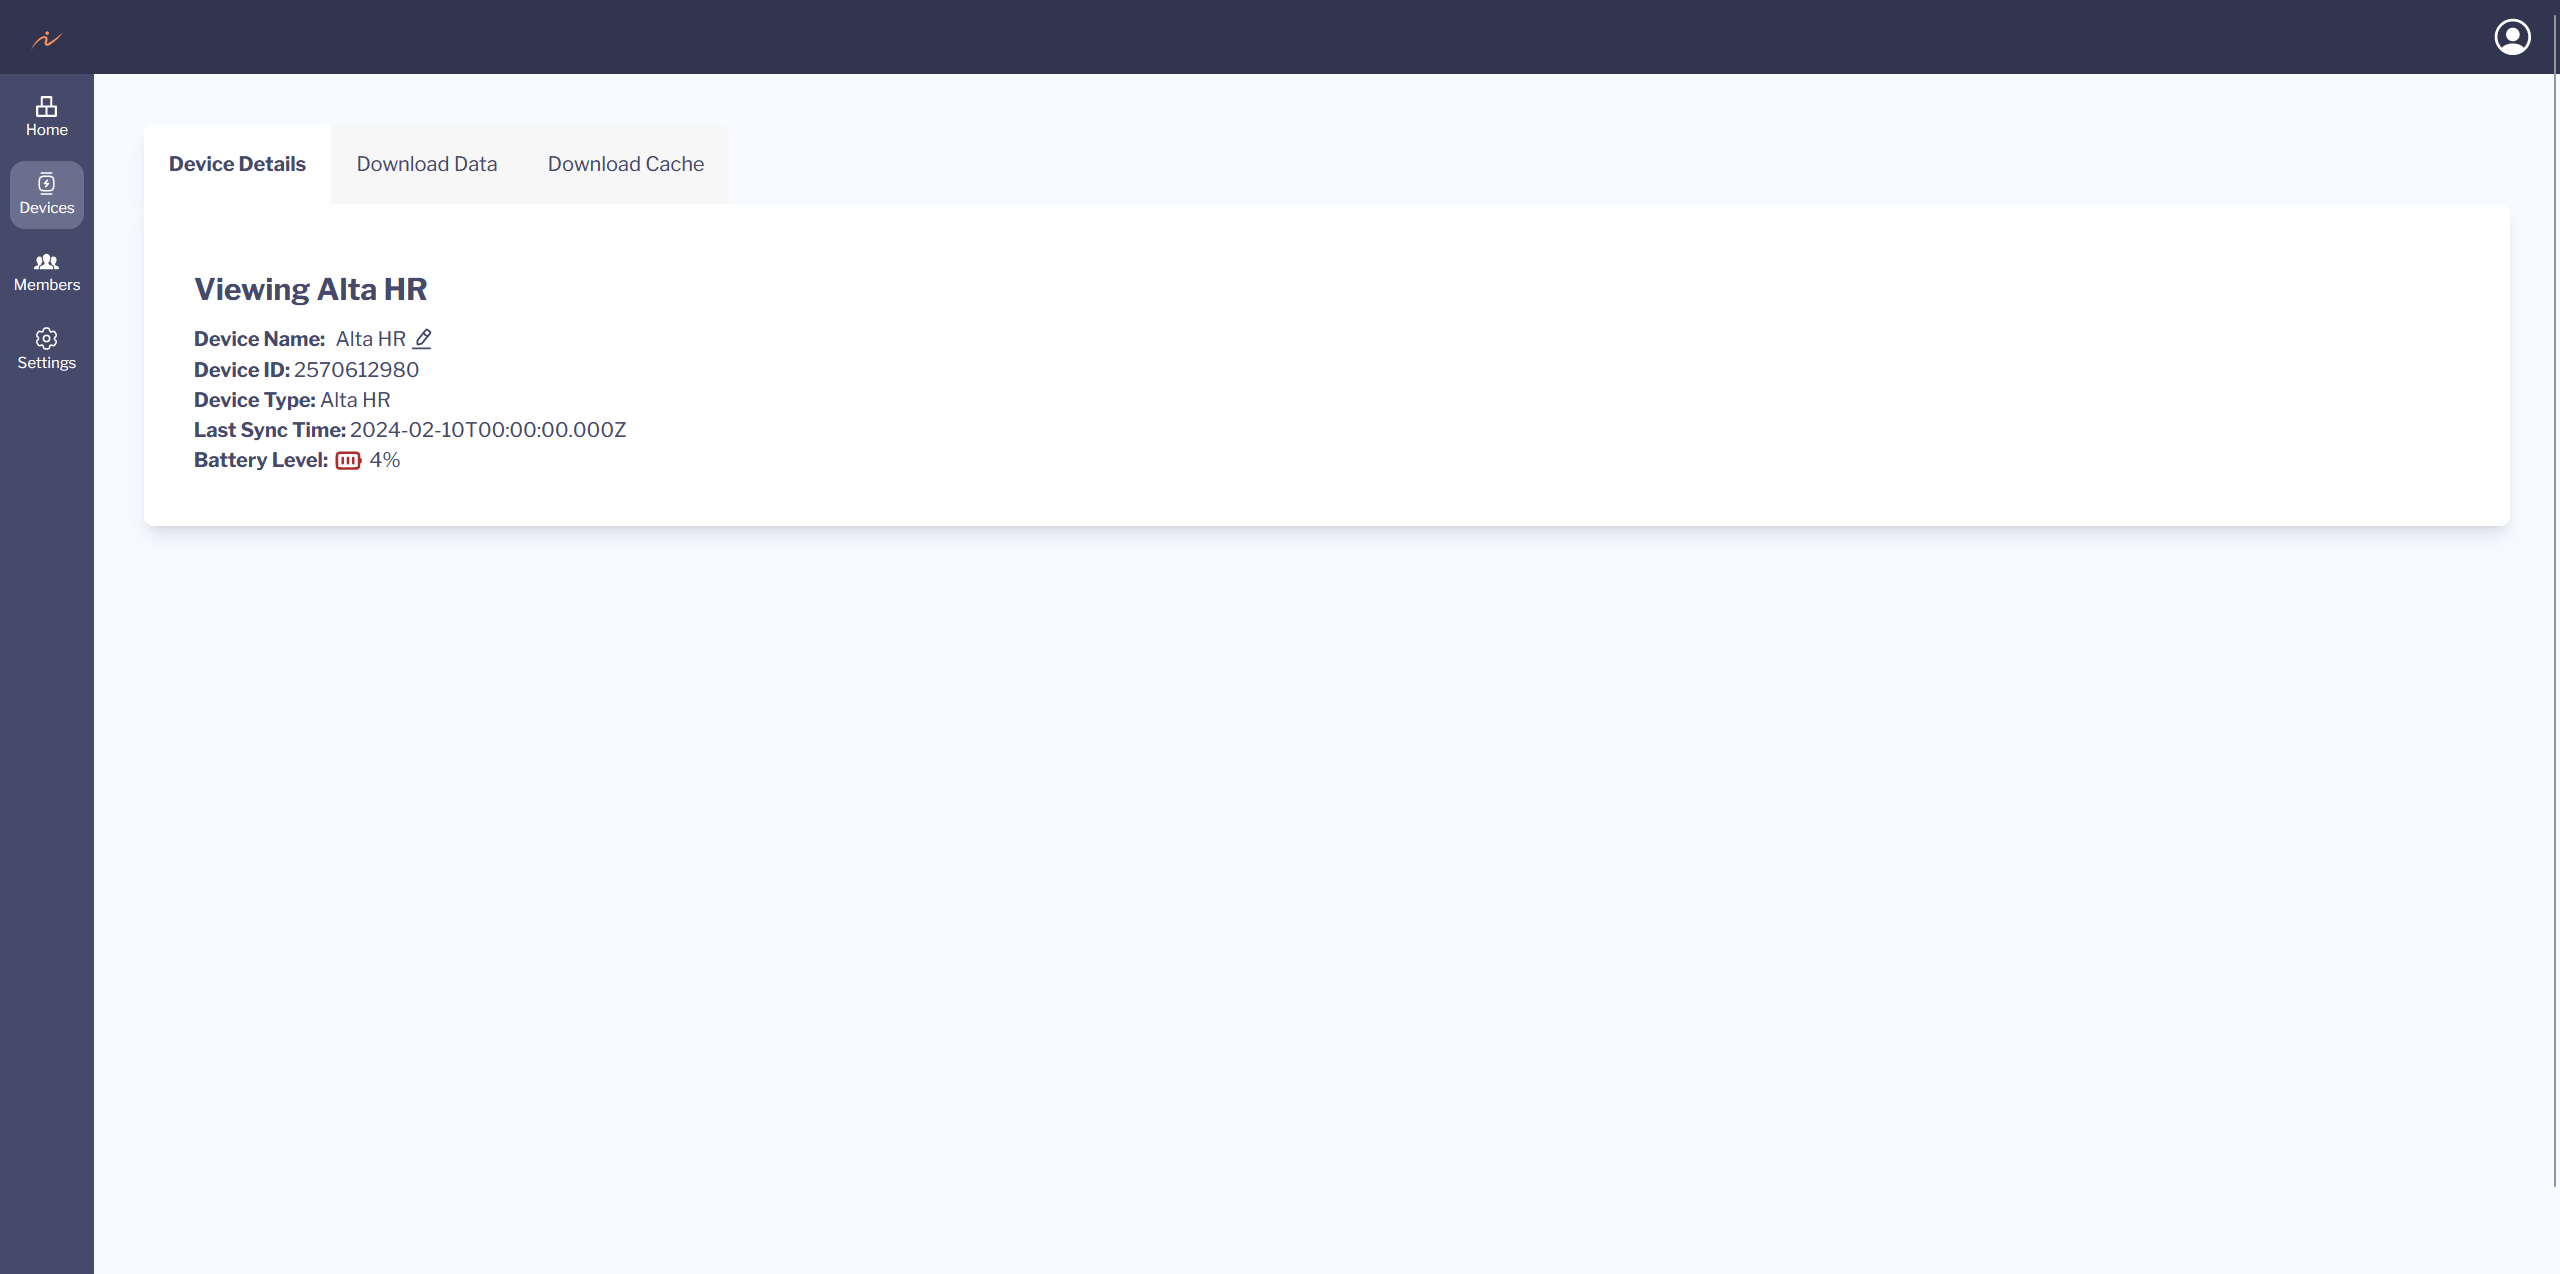 Home
Devices
Members
Settings
Device Details Download Data Download Cache
Viewing Alta HR
Device Name: Alta HR
Device ID: 2570612980
Device Type: Alta HR
Last Sync Time: 2024-02-10T00:00:00.000Z
Battery Level: 4%